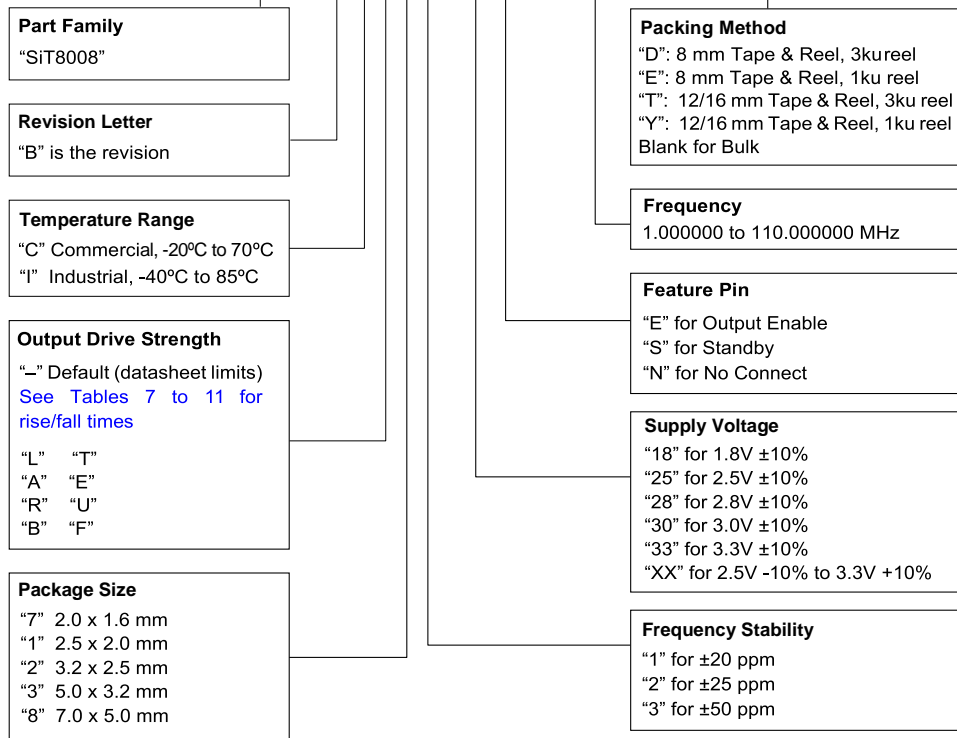 Part Family
“SiT8008”
Revision Letter
“B” is the revision
Temperature Range
“C” Commercial, -20ºC to 70ºC
“I” Industrial, -40ºC to 85ºC
Output Drive Strength
“–” Default (datasheet limits)
See Tables 7 to 11 for
rise/fall times
“L” “T”
“A” “E”
“R” “U”
“B” “F”
Package Size
“7” 2.0 x 1.6 mm
“1” 2.5 x 2.0 mm
“2” 3.2 x 2.5 mm
“3” 5.0 x 3.2 mm
“8” 7.0 x 5.0 mm
Packing Method
“D”: 8 mm Tape & Reel, 3ku reel
“E”: 8 mm Tape & Reel, 1ku reel
“T”: 12/16 mm Tape & Reel, 3ku reel
“Y”: 12/16 mm Tape & Reel, 1ku reel
Blank for Bulk
Frequency
1.000000 to 110.000000 MHz
Feature Pin
“E” for Output Enable
“S” for Standby
“N” for No Connect
Supply Voltage
“18” for 1.8V ±10%
“25” for 2.5V ±10%
“28” for 2.8V ±10%
“30” for 3.0V ±10%
“33” for 3.3V ±10%
“XX” for 2.5V -10% to 3.3V +10%
Frequency Stability
“1” for ±20 ppm
“2” for ±25 ppm
“3” for ±50 ppm